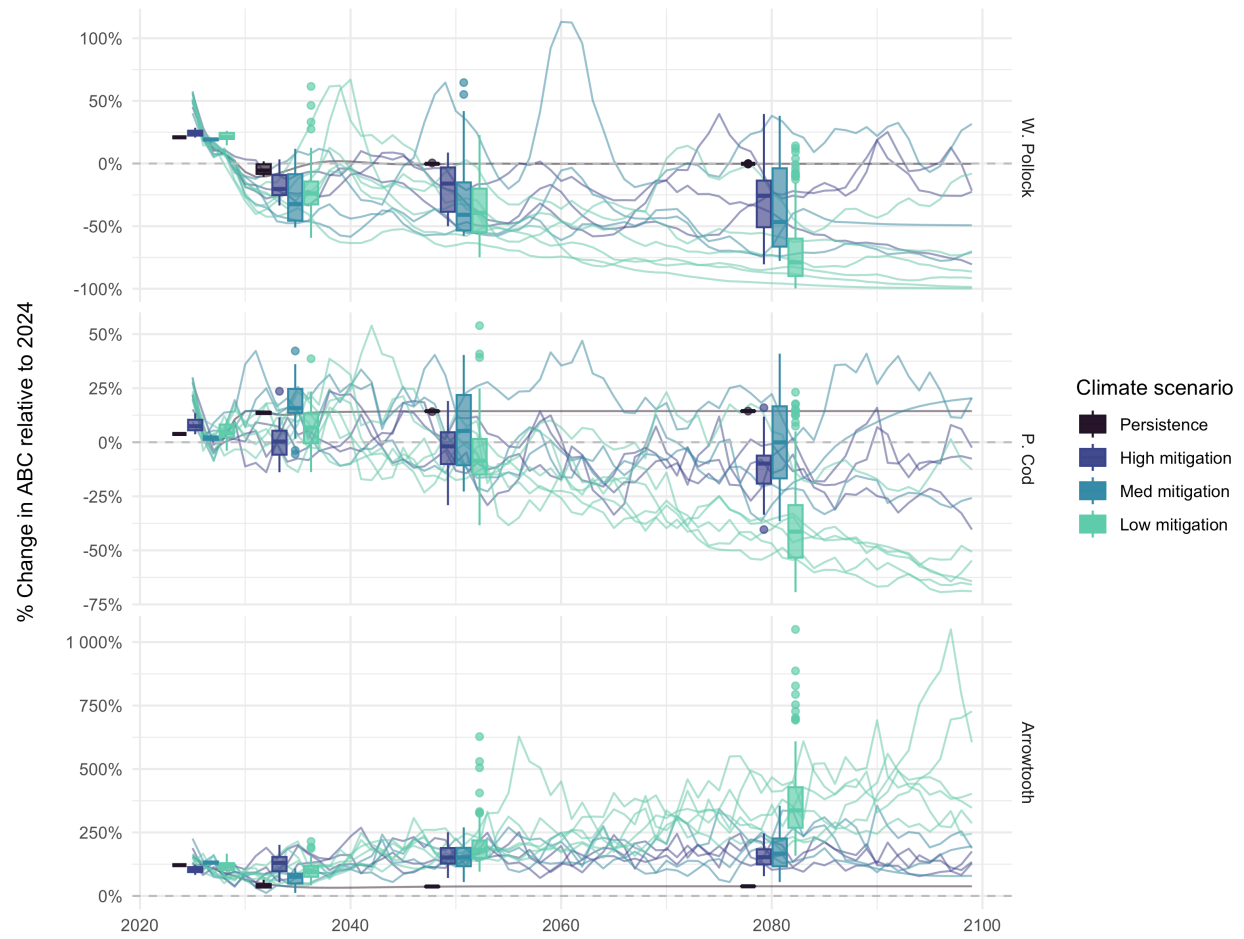 100%
50%
0%
-50%
-100%
W. Pollock
50%
25%
0%
-25%
-50%
-75%
P. Cod
1 000%
750%
500%
250%
0%
Arrowtooth
2020 2040 2060 2080 2100
% Change in ABC relative to 2024
Climate scenario
Persistence
High mitigation
Med mitigation
Low mitigation